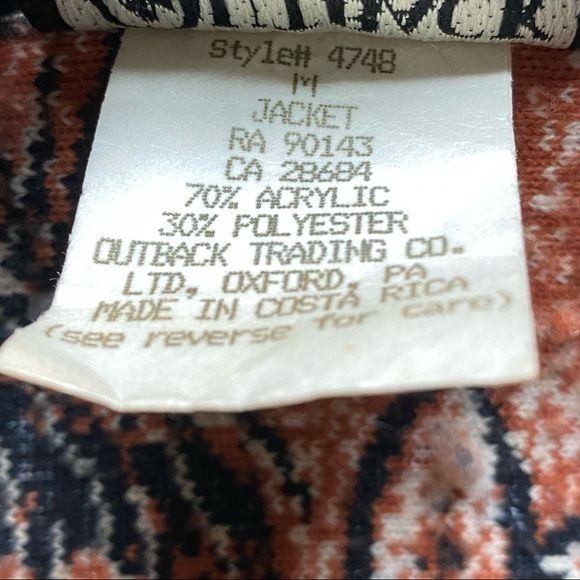 Style# 4748
M
JACKET
RA 90143
CA 28684
70% ACRYLIC
30% POLYESTER
OUTBACK TRADING CO.
LTD, OXFORD, PA
MADE IN COSTA RICA
(see reverse for care)